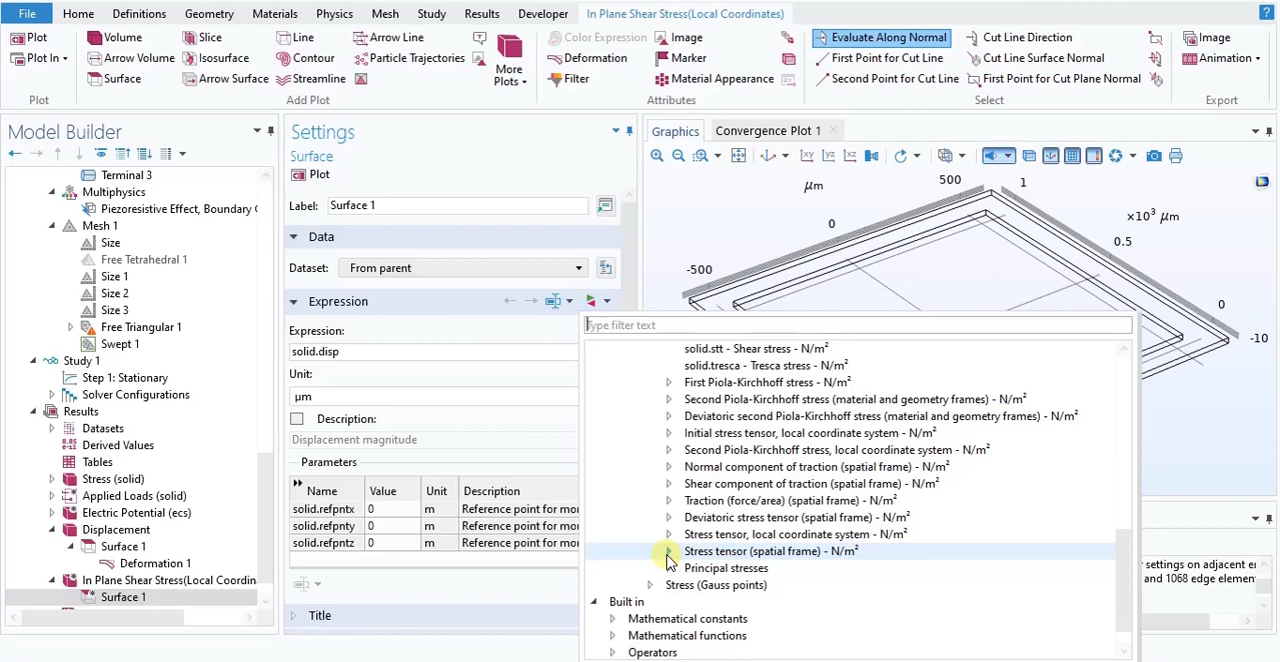 File Home Definitions Geometry Materials Physics Mesh Study Results Developer In Plane Shear Stress(Local Coordinates) ?
Plot Volume Slice Line Arrow Line Color Expression Image Evaluate Along Normal Cut Line Direction Image
Plot In Arrow Volume Isosurface Contour Particle Trajectories Deformation Marker First Point for Cut Line Cut Line Surface Normal Animation
Surface Arrow Surface Streamline More Plots Filter Material Appearance Second Point for Cut Line First Point for Cut Plane Normal
Plot Add Plot Attributes Select Export
Model Builder
Terminal 3
Multiphysics
Piezoresistive Effect, Boundary C
Mesh 1
Size
Free Tetrahedral 1
Size 1
Size 2
Size 3
Free Triangular 1
Swept 1
Study 1
Step 1: Stationary
Solver Configurations
Results
Datasets
8.85 e-12 Derived Values
Tables
Stress (solid)
Applied Loads (solid)
Electric Potential (ecs)
Displacement
Surface 1
Deformation 1
In Plane Shear Stress(Local Coordin
Surface 1
Settings
Surface
Plot
Label: Surface 1
Data
Dataset: From parent
Expression
Expression:
solid.disp
Unit:
μm
Description:
Displacement magnitude
Parameters
Name Value Unit Description
solid.refpntx 0 m Reference point for mor
solid.refpnty 0 m Reference point for mor
solid.refpntz 0 m Reference point for mor
Title
Graphics Convergence Plot 1
xy yz xz
μm 500 1
0 ×10³ μm
0.5
-500
0
-10
Type filter text
solid.stt - Shear stress - N/m²
solid.tresca - Tresca stress - N/m²
First Piola-Kirchhoff stress - N/m²
Second Piola-Kirchhoff stress (material and geometry frames) - N/m²
Deviatoric second Piola-Kirchhoff stress (material and geometry frames) - N/m²
Initial stress tensor, local coordinate system - N/m²
Second Piola-Kirchhoff stress, local coordinate system - N/m²
Normal component of traction (spatial frame) - N/m²
Shear component of traction (spatial frame) - N/m²
Traction (force/area) (spatial frame) - N/m²
Deviatoric stress tensor (spatial frame) - N/m²
Stress tensor, local coordinate system - N/m²
Stress tensor (spatial frame) - N/m²
Principal stresses
Stress (Gauss points)
Built in
Mathematical constants
Mathematical functions
Operators
settings on adjacent e
and 1068 edge elemen